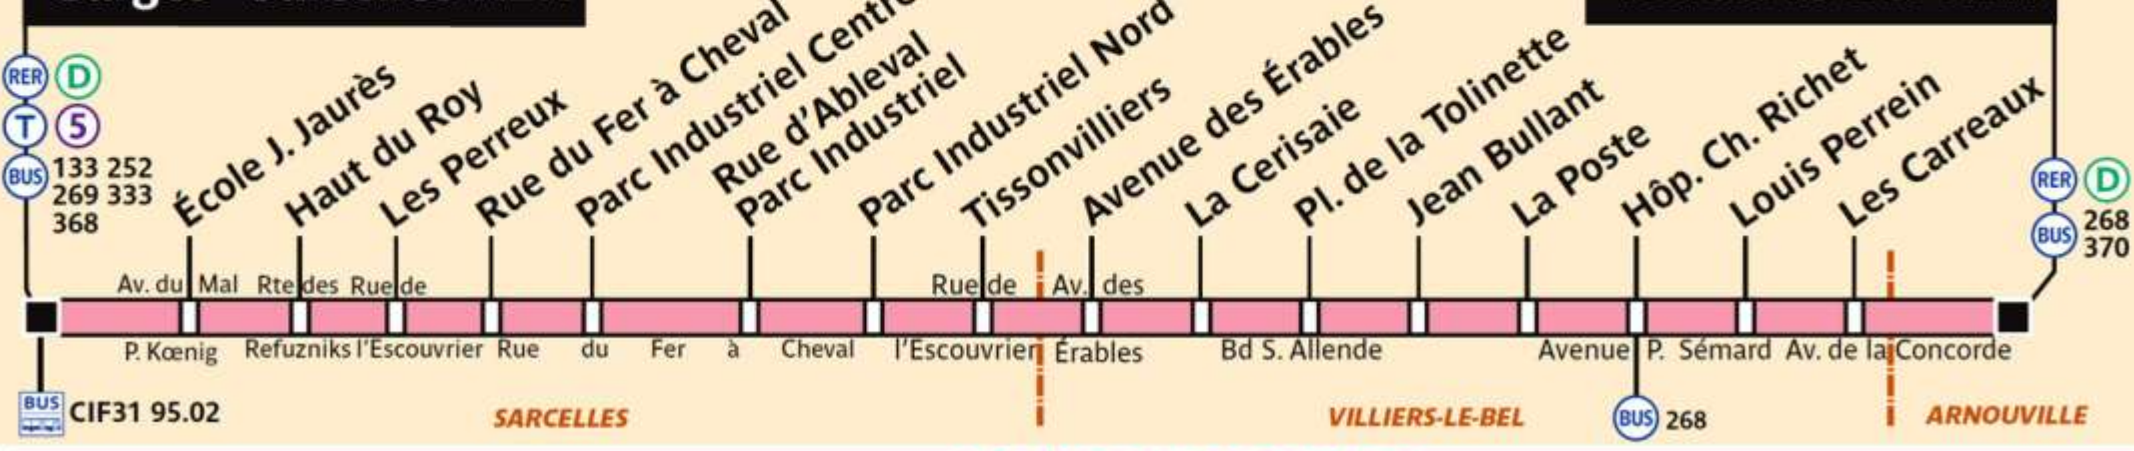 RER D
T 5
BUS 133 252
269 333
368
École J. Jaurès
Haut du Roy
Les Perreux
Rue du Fer à Cheval
Parc Industriel Centre
Rue d'Ableval
Parc Industriel
Parc Industriel Nord
Tissonvilliers
Avenue des Érables
La Cerisaie
Pl. de la Tolinette
Jean Bullant
La Poste
Hôp. Ch. Richet
Louis Perrein
Les Carreaux
RER D
BUS 268
370
Av. du Mal Rte des Rue de Rue de Av. des
P. Kœnig Refuzniks l'Escouvrier Rue du Fer à Cheval l'Escouvrier Érables Bd S. Allende Avenue P. Sémard Av. de la Concorde
BUS CIF31 95.02
SARCELLES
VILLIERS-LE-BEL
BUS 268
ARNOUVILLE